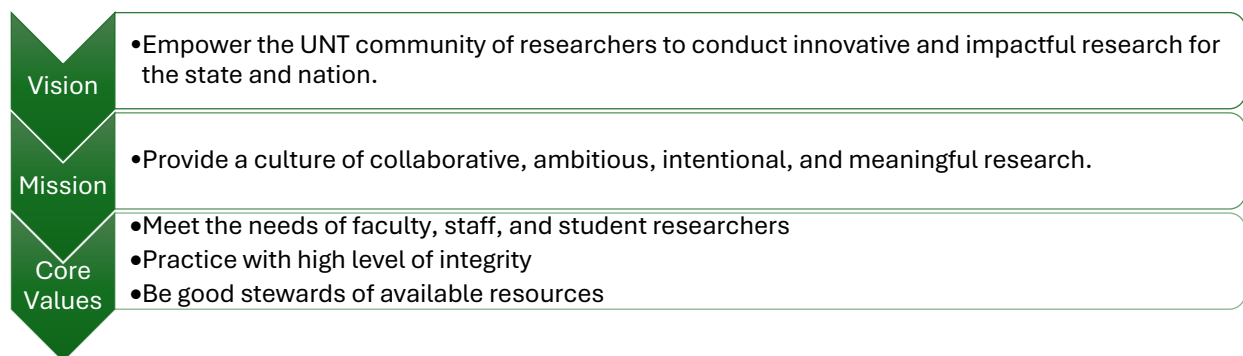 Vision
•Empower the UNT community of researchers to conduct innovative and impactful research for
the state and nation.
Mission
•Provide a culture of collaborative, ambitious, intentional, and meaningful research.
Core
Values
•Meet the needs of faculty, staff, and student researchers
•Practice with high level of integrity
•Be good stewards of available resources